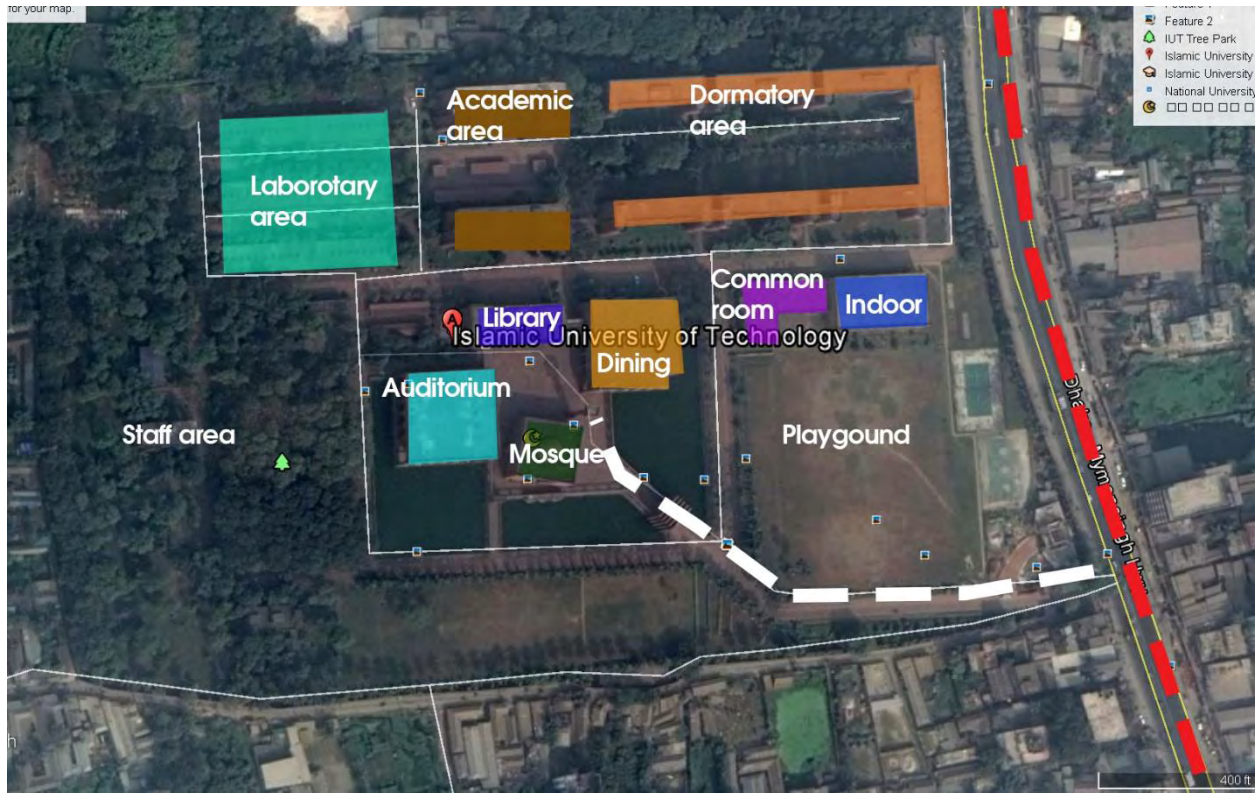 for your map.
Feature 2
IUT Tree Park
Islamic University
Islamic University
National University
Academic
area
Dormatory
area
Laborotary
area
Common
room
Indoor
Library
Islamic University of Technology
Dining
Auditorium
Staff area
Mosque
Playgound
400 ft